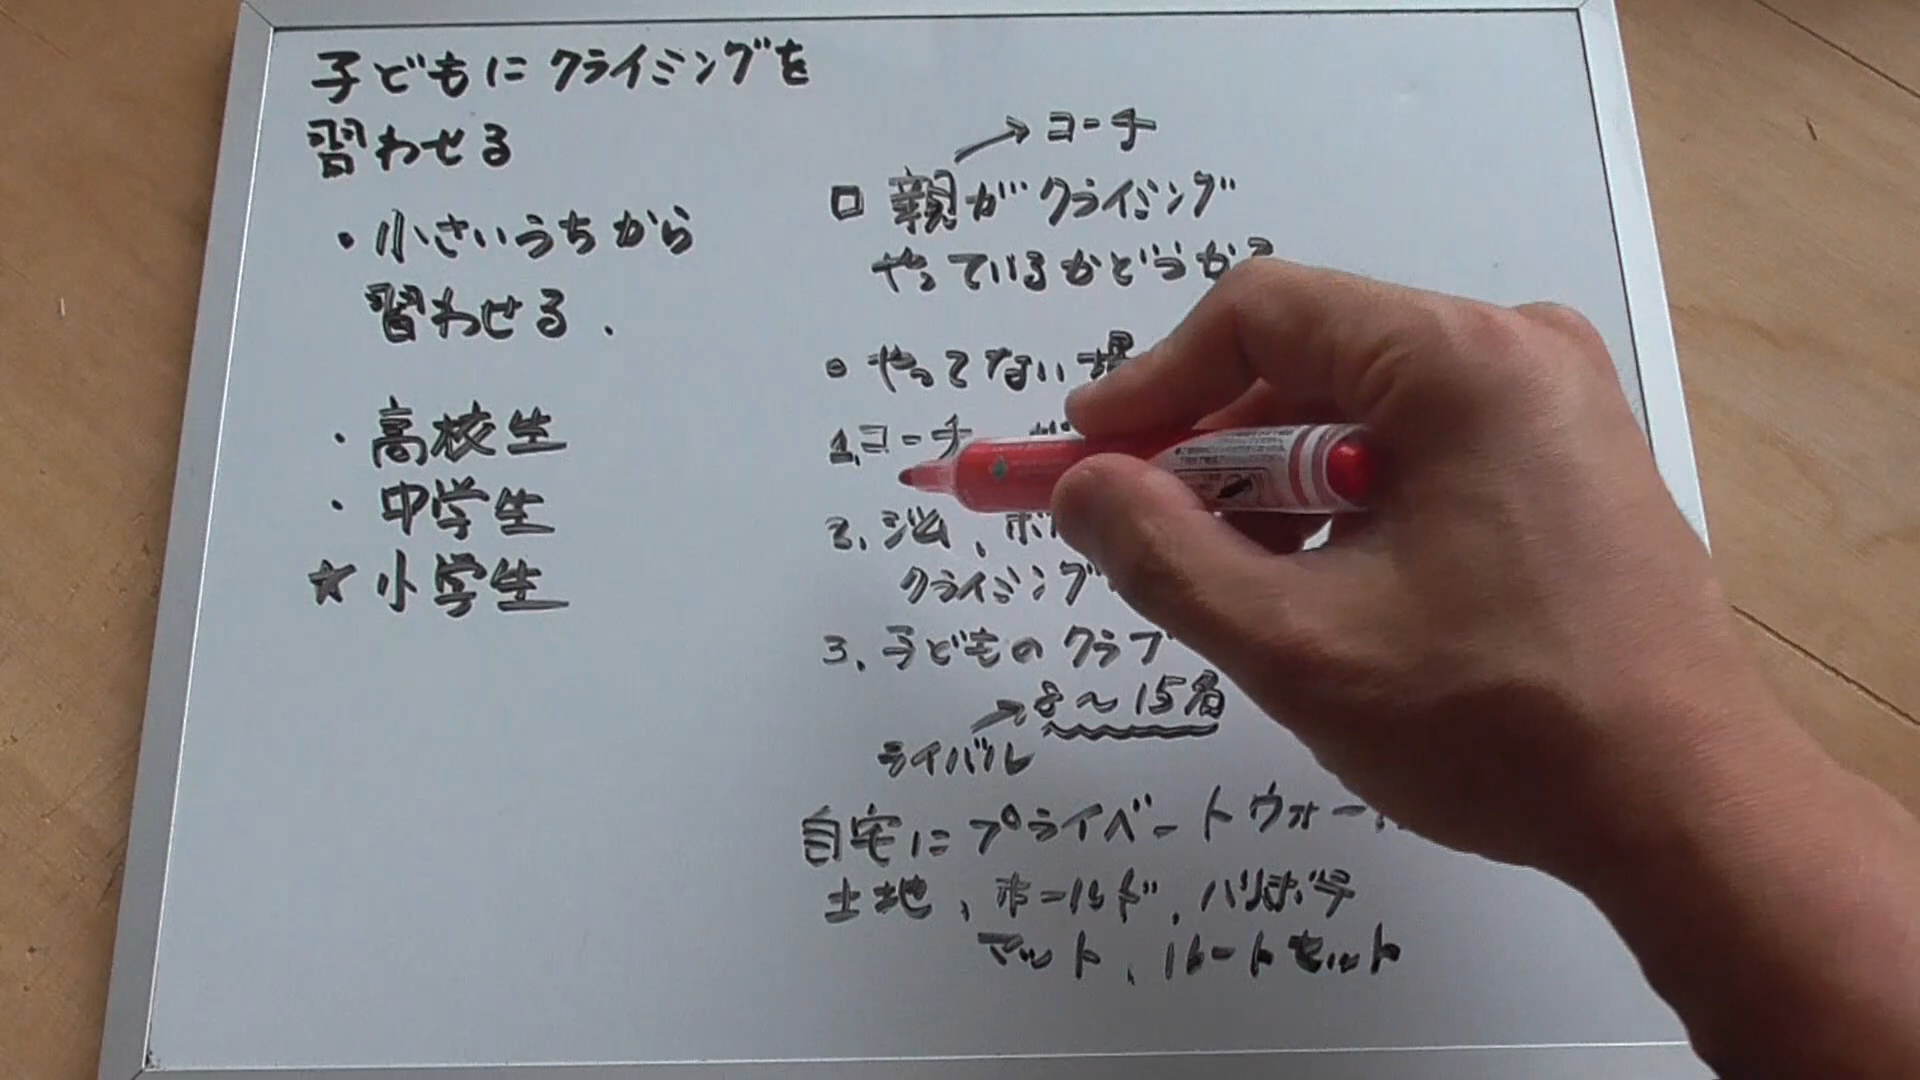 子どもにクライミングを
習わせる
・小さいうちから
習わせる.
・高校生
・中学生
☆小学生
→コーチ
□ 親がクライミング
やっているかどうか?
・やってない場
1.コーチ
2.ジム、ボ
クライミング
3.子どものクラブ
→8〜15名
ライバル
自宅にプライベートウォー
土地、ホールド、ハリボテ
マット、ルートセット